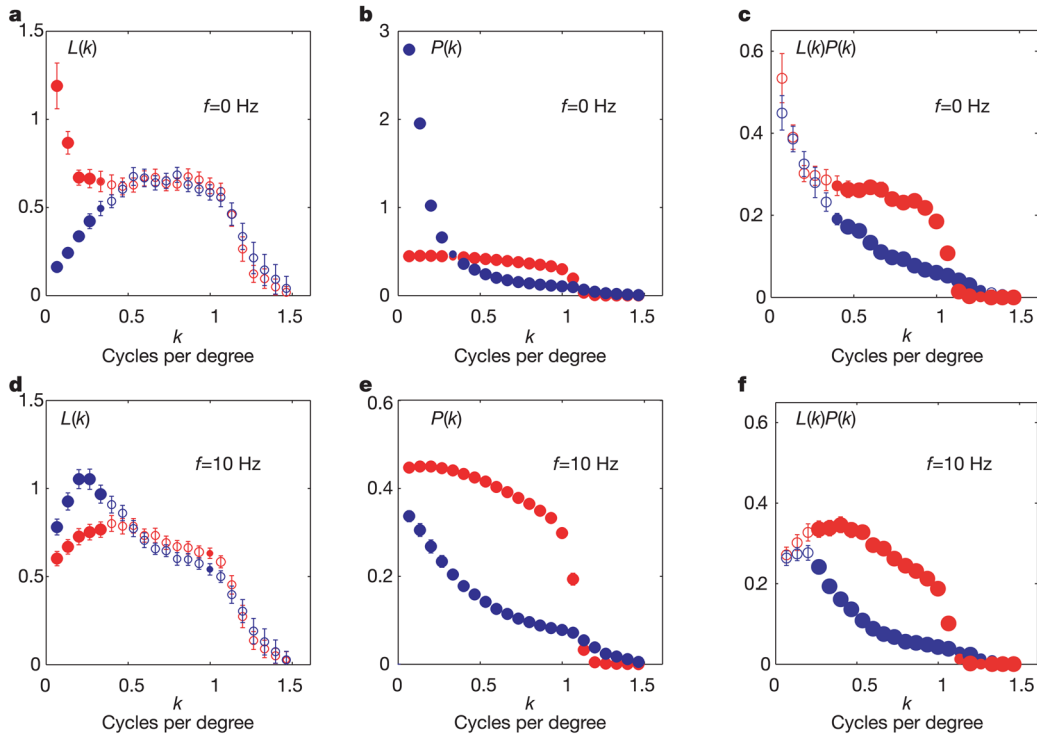 a
1.5
L(k)
f=0 Hz
1
0.5
0
0 0.5 1 1.5
k
Cycles per degree
b
3
P(k)
f=0 Hz
2
1
0
0 0.5 1 1.5
k
Cycles per degree
c
0.6
L(k)P(k)
f=0 Hz
0.4
0.2
0
0 0.5 1 1.5
k
Cycles per degree
d
1.5
L(k)
f=10 Hz
1
0.5
0
0 0.5 1 1.5
k
Cycles per degree
e
0.6
P(k)
f=10 Hz
0.4
0.2
0
0 0.5 1 1.5
k
Cycles per degree
f
0.6
L(k)P(k)
f=10 Hz
0.4
0.2
0
0 0.5 1 1.5
k
Cycles per degree